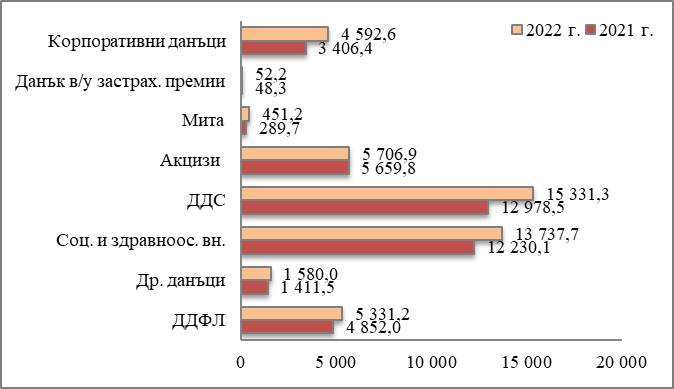 2022 г. 2021 г.
Корпоративни данъци 4 592,6
3 406,4
Данък в/у застрах. премии 52,2
48,3
Мита 451,2
289,7
Акцизи 5 706,9
5 659,8
ДДС 15 331,3
12 978,5
Соц. и здравноос. вн. 13 737,7
12 230,1
Др. данъци 1 580,0
1 411,5
ДДФЛ 5 331,2
4 852,0
0 5 000 10 000 15 000 20 000